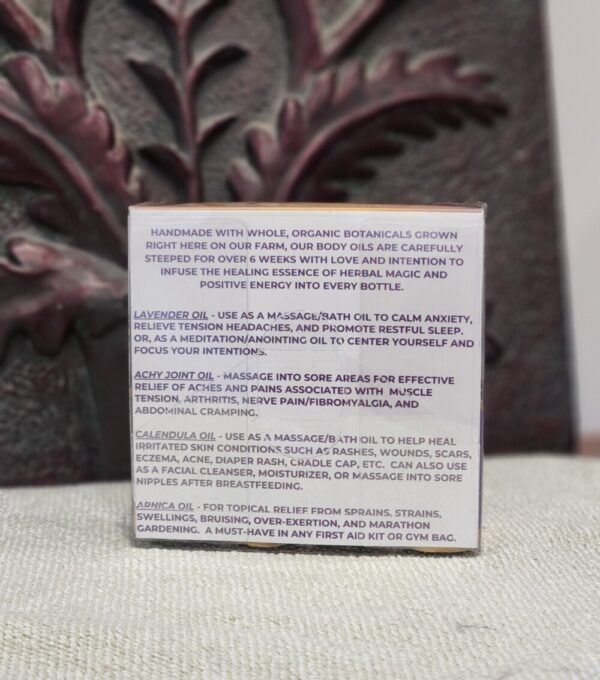 HANDMADE WITH WHOLE, ORGANIC BOTANICALS GROWN
RIGHT HERE ON OUR FARM, OUR BODY OILS ARE CAREFULLY
STEEPED FOR OVER 6 WEEKS WITH LOVE AND INTENTION TO
INFUSE THE HEALING ESSENCE OF HERBAL MAGIC AND
POSITIVE ENERGY INTO EVERY BOTTLE.
LAVENDER OIL - USE AS A MASSAGE/BATH OIL TO CALM ANXIETY,
RELIEVE TENSION HEADACHES, AND PROMOTE RESTFUL SLEEP.
OR, AS A MEDITATION/ANOINTING OIL TO CENTER YOURSELF AND
FOCUS YOUR INTENTIONS.
ACHY JOINT OIL - MASSAGE INTO SORE AREAS FOR EFFECTIVE
RELIEF OF ACHES AND PAINS ASSOCIATED WITH MUSCLE
TENSION, ARTHRITIS, NERVE PAIN/FIBROMYALGIA, AND
ABDOMINAL CRAMPING.
CALENDULA OIL - USE AS A MASSAGE/BATH OIL TO HELP HEAL
IRRITATED SKIN CONDITIONS SUCH AS RASHES, WOUNDS, SCARS,
ECZEMA, ACNE, DIAPER RASH, CRADLE CAP, ETC. CAN ALSO USE
AS A FACIAL CLEANSER, MOISTURIZER, OR MASSAGE INTO SORE
NIPPLES AFTER BREASTFEEDING.
ARNICA OIL - FOR TOPICAL RELIEF FROM SPRAINS, STRAINS,
SWELLINGS, BRUISING, OVER-EXERTION, AND MARATHON
GARDENING. A MUST-HAVE IN ANY FIRST AID KIT OR GYM BAG.